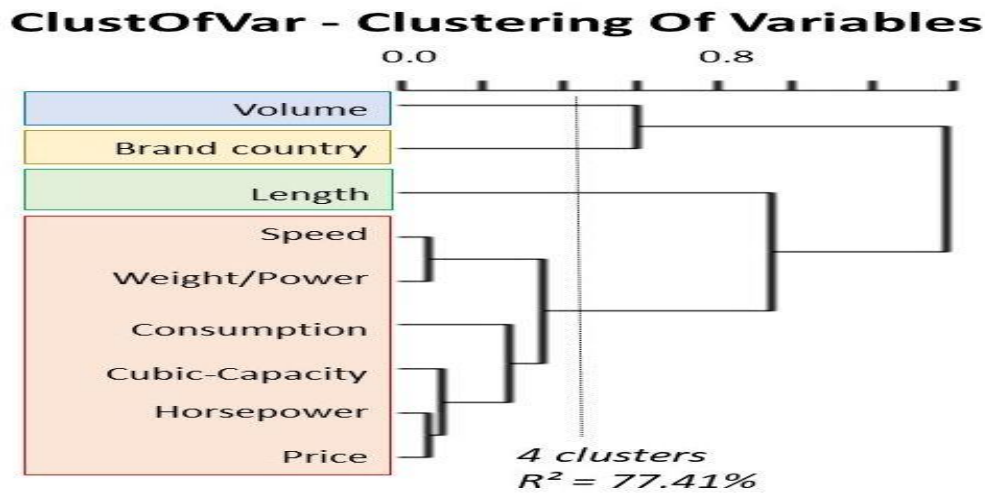 ClustOfVar - Clustering Of Variables
0.0 0.8
Volume
Brand country
Length
Speed
Weight/Power
Consumption
Cubic-Capacity
Horsepower
Price
4 clusters
R² = 77.41%